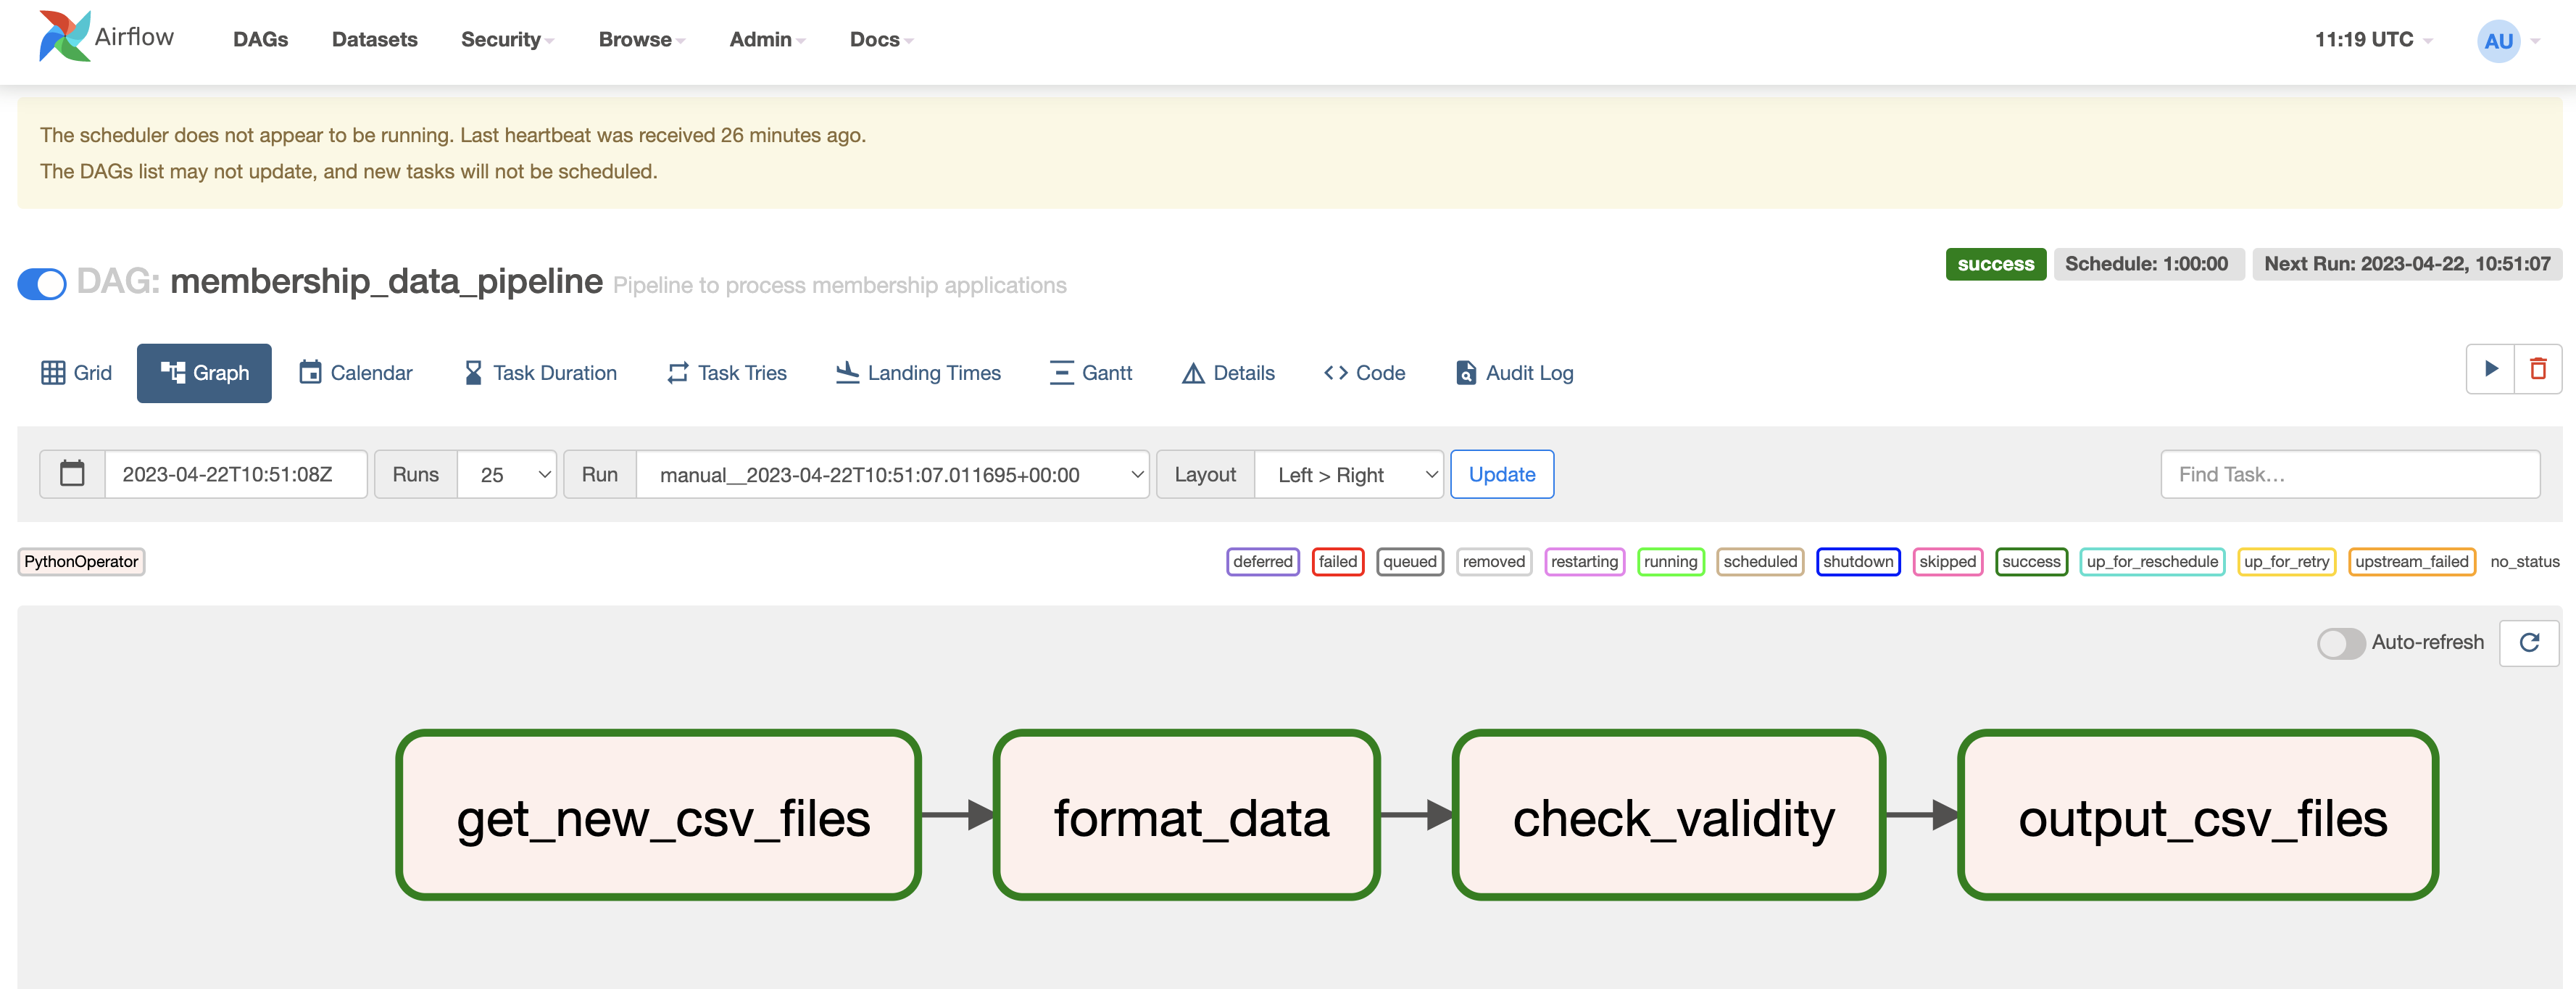 Airflow DAGs Datasets Security Browse Admin Docs 11:19 UTC AU
The scheduler does not appear to be running. Last heartbeat was received 26 minutes ago.
The DAGs list may not update, and new tasks will not be scheduled.
DAG: membership_data_pipeline Pipeline to process membership applications success Schedule: 1:00:00 Next Run: 2023-04-22, 10:51:07
Grid Graph Calendar Task Duration Task Tries Landing Times Gantt Details Code Audit Log
2023-04-22T10:51:08Z Runs 25 Run manual__2023-04-22T10:51:07.011695+00:00 Layout Left > Right Update Find Task…
PythonOperator deferred failed queued removed restarting running scheduled shutdown skipped success up_for_reschedule up_for_retry upstream_failed no_status
Auto-refresh
get_new_csv_files format_data check_validity output_csv_files